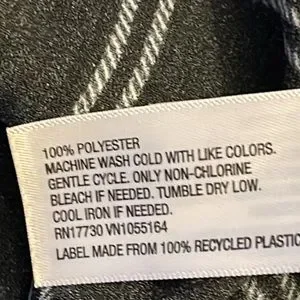 100% POLYESTER
MACHINE WASH COLD WITH LIKE COLORS.
GENTLE CYCLE. ONLY NON-CHLORINE
BLEACH IF NEEDED. TUMBLE DRY LOW.
COOL IRON IF NEEDED.
RN17730 VN1055164
LABEL MADE FROM 100% RECYCLED PLASTIC